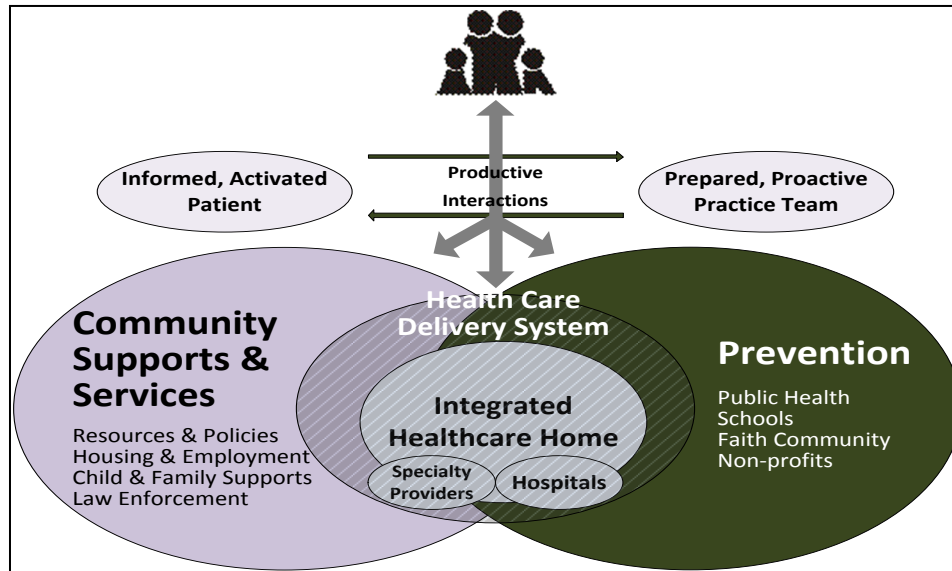 Informed, Activated
Patient
Productive
Interactions
Prepared, Proactive
Practice Team
Community
Supports &
Services
Resources & Policies
Housing & Employment
Child & Family Supports
Law Enforcement
Health Care
Delivery System
Integrated
Healthcare Home
Specialty
Providers
Hospitals
Prevention
Public Health
Schools
Faith Community
Non-profits